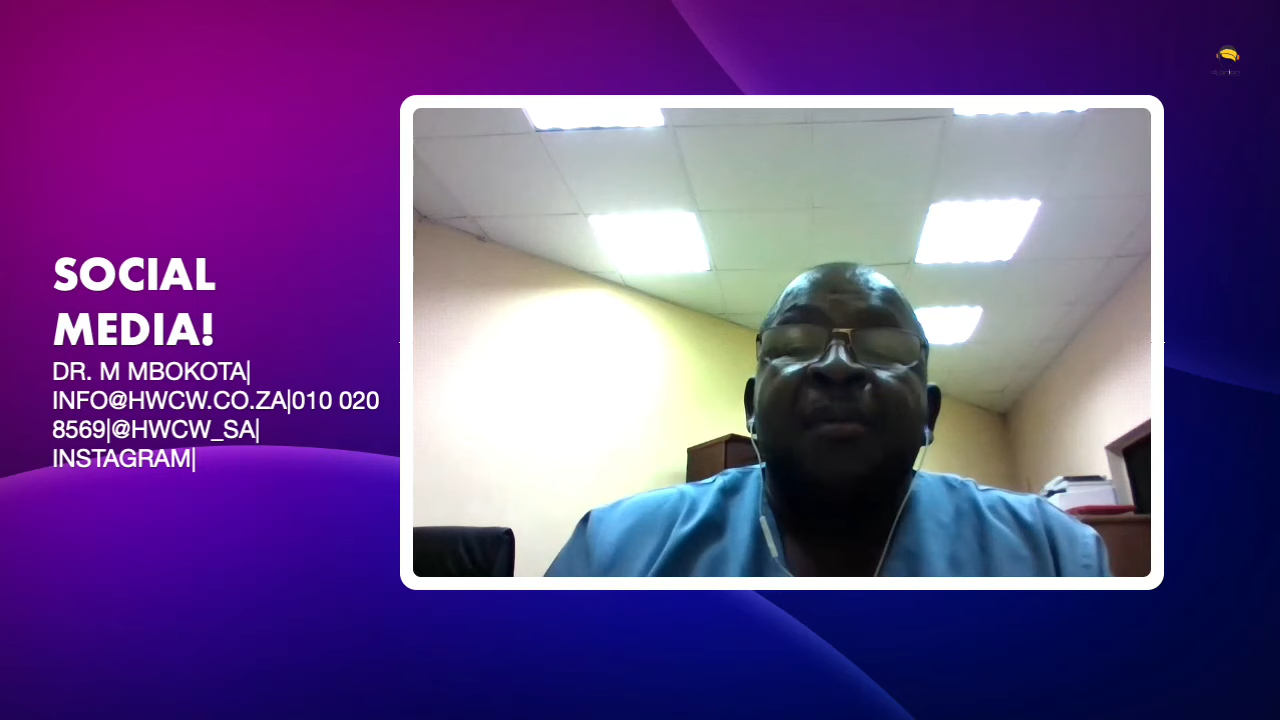 SOCIAL
MEDIA!
DR. M MBOKOTA|
INFO@HWCW.CO.ZA|010 020
8569|@HWCW_SA|
INSTAGRAM|